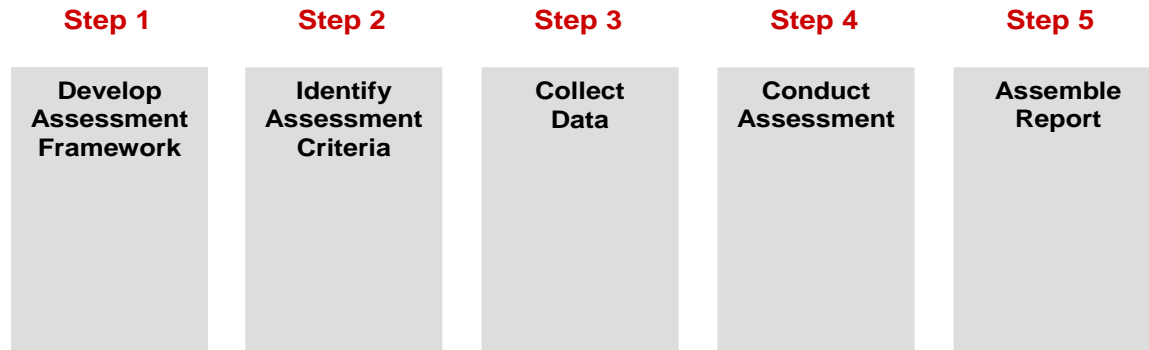 Step 1
Step 2
Step 3
Step 4
Step 5
Develop
Assessment
Framework
Identify
Assessment
Criteria
Collect
Data
Conduct
Assessment
Assemble
Report